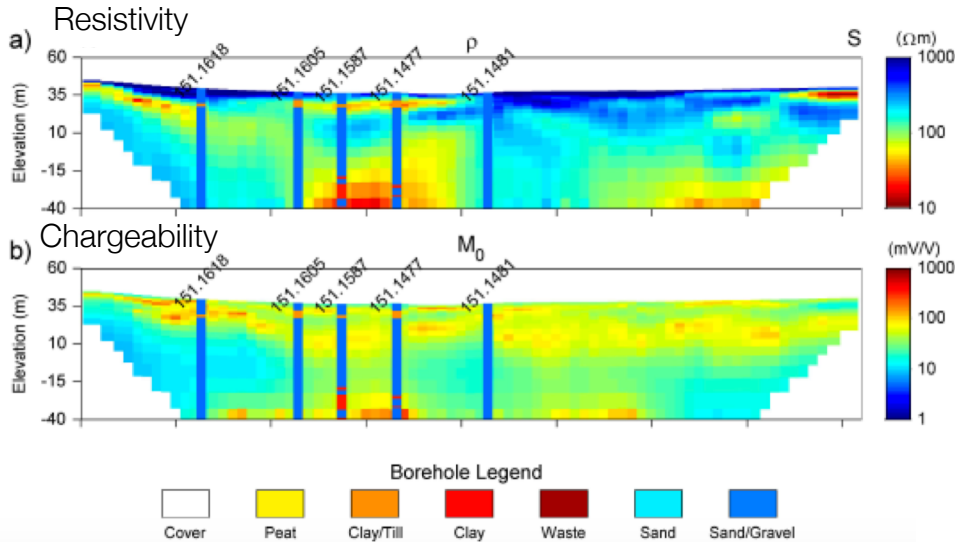 Resistivity
a) ρ S (Ωm)
151.1618 151.1605 151.1587 151.1477 151.1481
Elevation (m)
60
35
10
-15
-40
1000
100
10
b) Chargeability
M0 (mV/V)
151.1618 151.1605 151.1587 151.1477 151.1481
Elevation (m)
60
35
10
-15
-40
1000
100
10
1
Borehole Legend
Cover Peat Clay/Till Clay Waste Sand Sand/Gravel